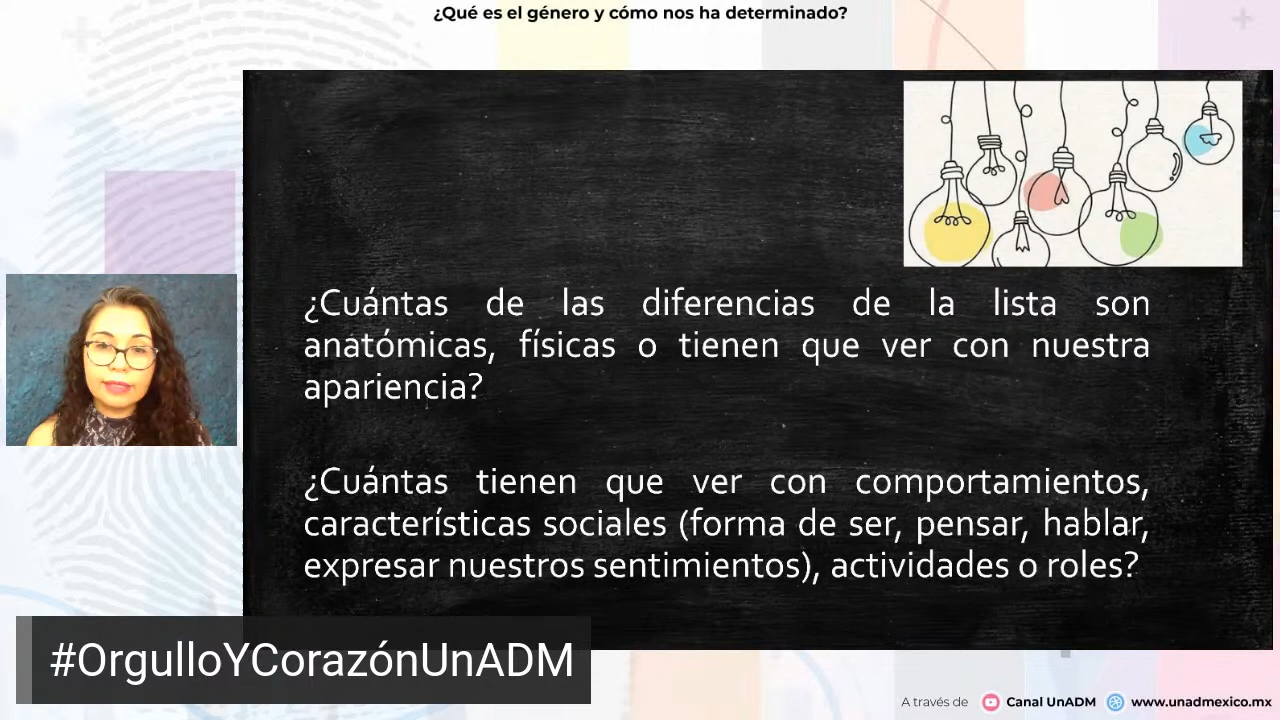 ¿Qué es el género y cómo nos ha determinado?
¿Cuántas de las diferencias de la lista son
anatómicas, físicas o tienen que ver con nuestra
apariencia?
¿Cuántas tienen que ver con comportamientos,
características sociales (forma de ser, pensar, hablar,
expresar nuestros sentimientos), actividades o roles?
#OrgulloYCorazónUnADM
A través de Canal UnADM www.unadmexico.mx